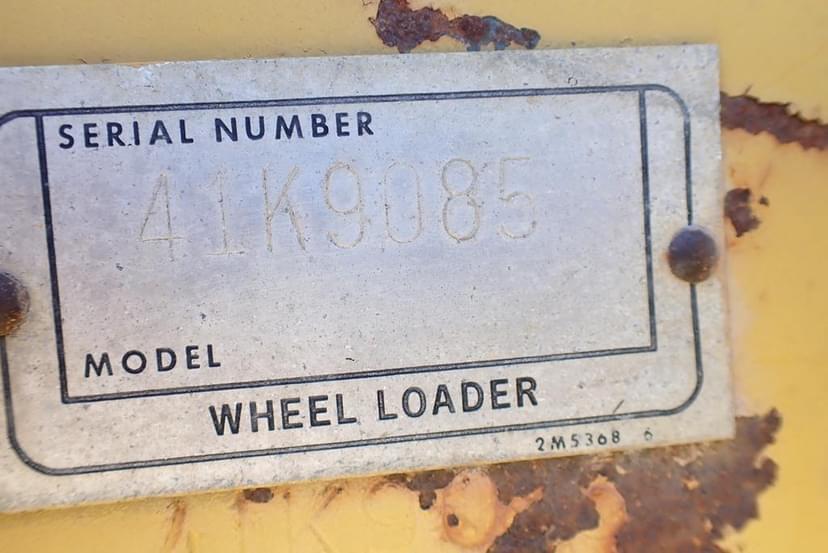 SERIAL NUMBER
41K9085
MODEL
WHEEL LOADER
2M5368 6